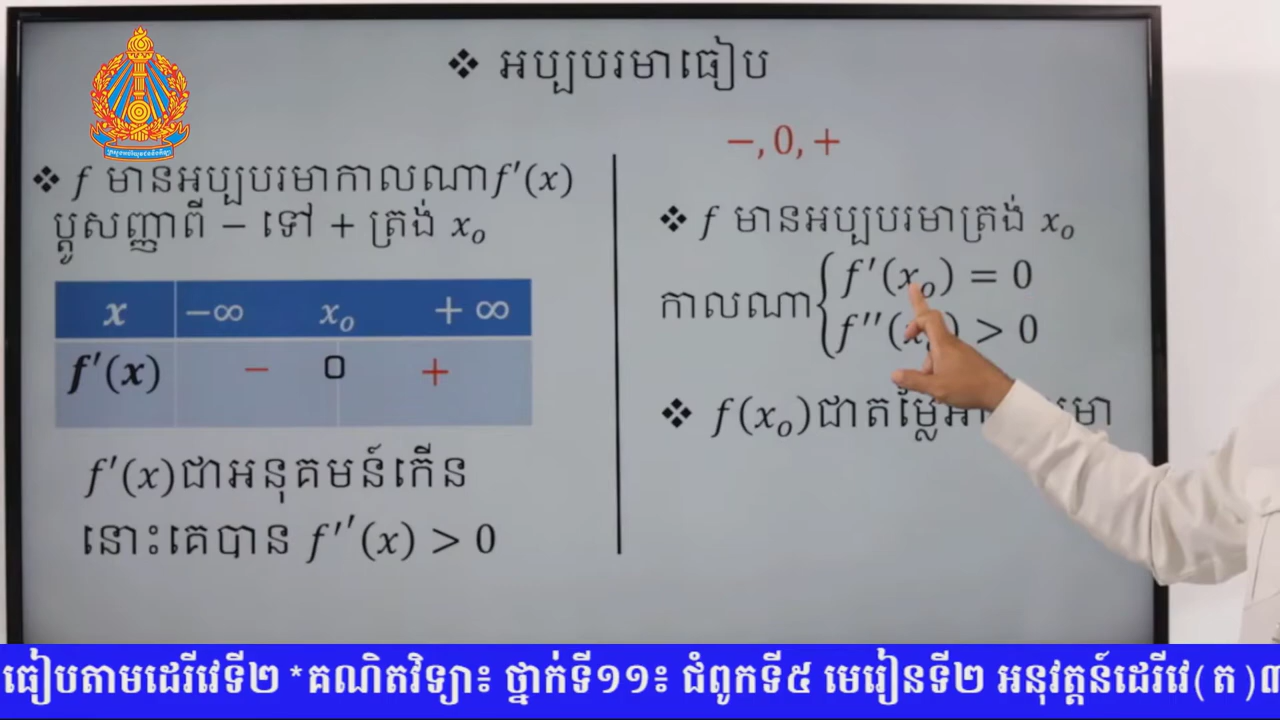 ❖ អប្បបរមាធៀប
−, 0, +
❖ f មានអប្បបរមាកាលណា f′(x)
ប្តូរសញ្ញាពី − ទៅ + ត្រង់ x₀
x −∞ x₀ +∞
f′(x) − 0 +
f′(x) ជាអនុគមន៍កើន
នោះគេបាន f′′(x) > 0
❖ f មានអប្បបរមាត្រង់ x₀
កាលណា
f′(x₀) = 0
f′′(x₀) > 0
❖ f(x₀) ជាតម្លៃ
ធៀបតាមដេរីវេទី២ *គណិតវិទ្យា៖ ថ្នាក់ទី១១៖ ជំពូកទី៥ មេរៀនទី២ អនុវត្តន៍ដេរីវេ( ត )